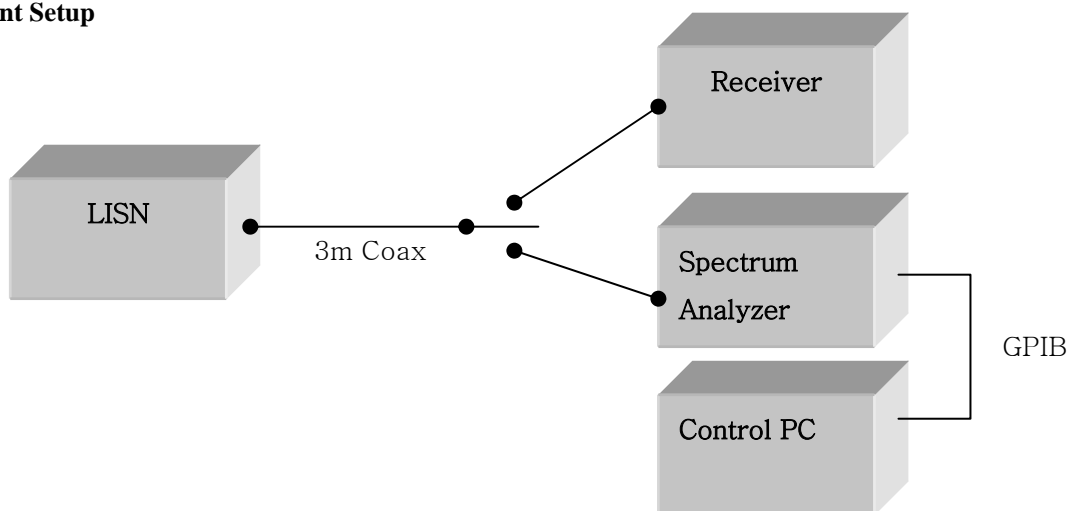 nt Setup
Receiver
LISN
3m Coax
Spectrum
Analyzer
GPIB
Control PC